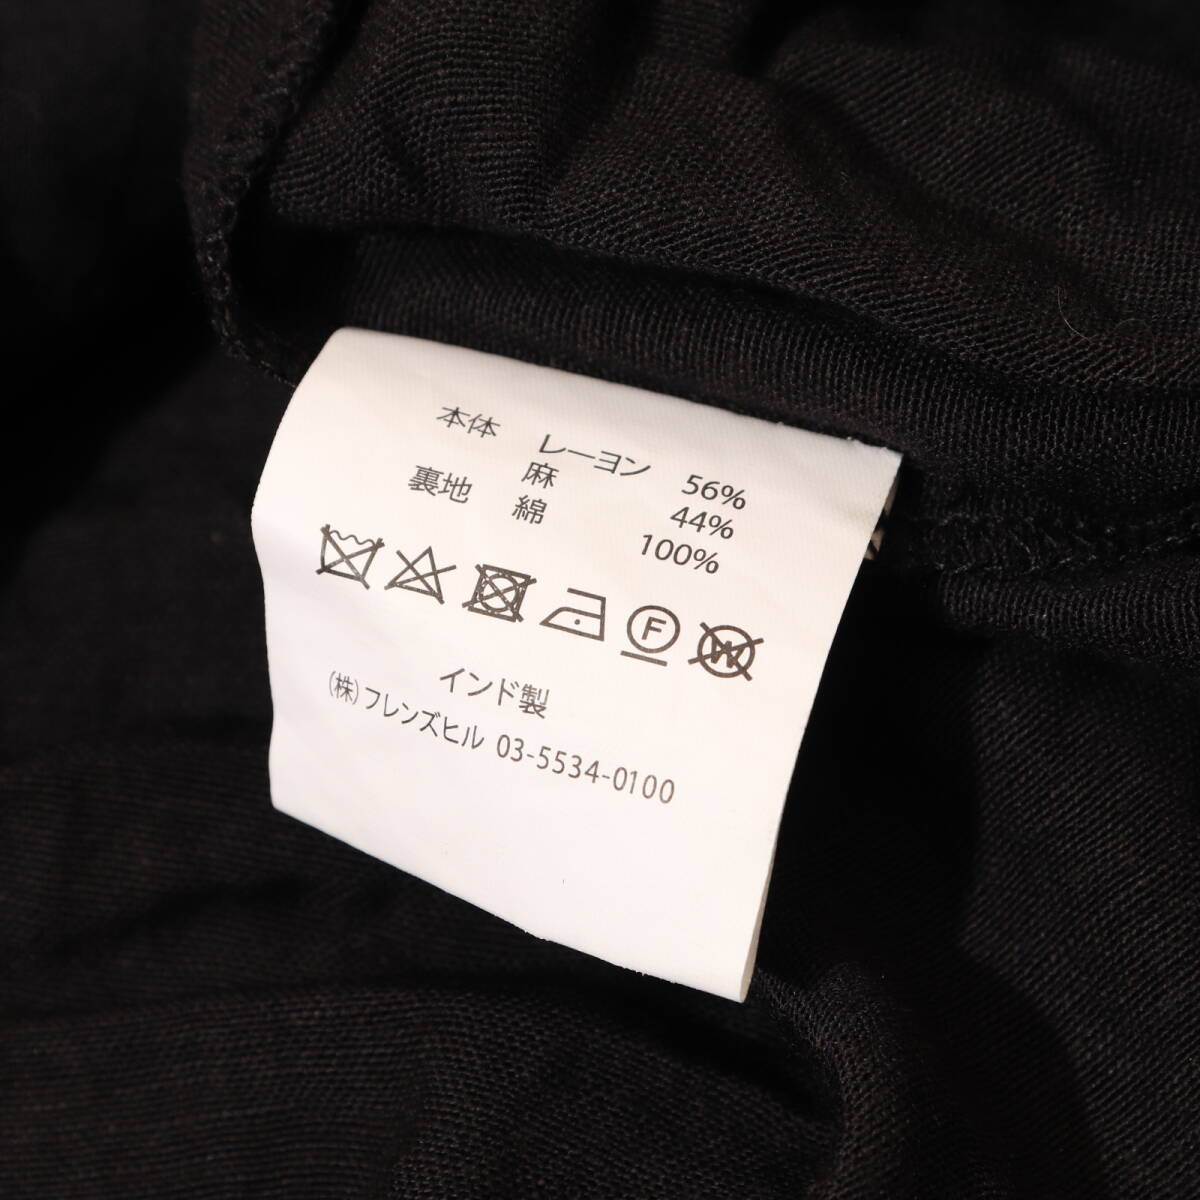 本体 レーヨン 56%
麻 44%
裏地 綿 100%
F W
インド製
(株)フレンズヒル 03-5534-0100